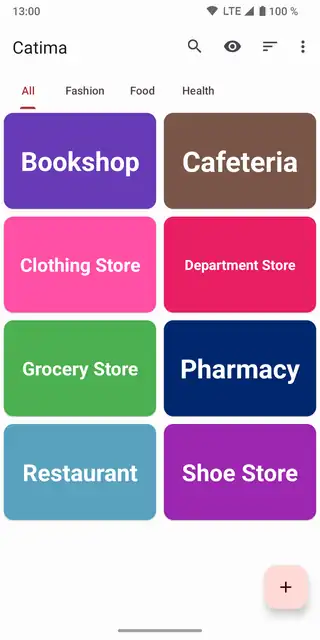 13:00 LTE 100 %
Catima
All Fashion Food Health
Bookshop Cafeteria
Clothing Store Department Store
Grocery Store Pharmacy
Restaurant Shoe Store
+